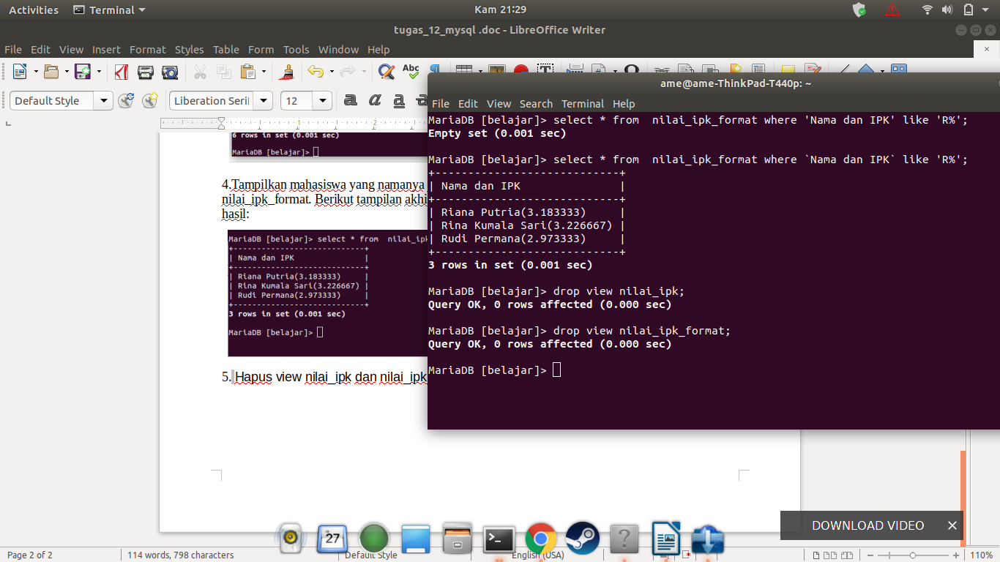 Activities Terminal Kam 21:29
tugas_12_mysql .doc - LibreOffice Writer
File Edit View Insert Format Styles Table Form Tools Window Help
Default Style Liberation Seri 12
6 rows in set (0.001 sec)
MariaDB [belajar]>
4.Tampilkan mahasiswa yang namanya
nilai_ipk_format. Berikut tampilan akhi
hasil:
MariaDB [belajar]> select * from  nilai_ipk
+---------------------------+
| Nama dan IPK              |
+---------------------------+
| Riana Putria(3.183333)    |
| Rina Kumala Sari(3.226667) |
| Rudi Permana(2.973333)    |
+---------------------------+
3 rows in set (0.001 sec)
MariaDB [belajar]>
5. Hapus view nilai_ipk dan nilai_ipk
ame@ame-ThinkPad-T440p: ~
File Edit View Search Terminal Help
MariaDB [belajar]> select * from  nilai_ipk_format where 'Nama dan IPK' like 'R%';
Empty set (0.001 sec)
MariaDB [belajar]> select * from  nilai_ipk_format where `Nama dan IPK` like 'R%';
+----------------------------+
| Nama dan IPK               |
+----------------------------+
| Riana Putria(3.183333)     |
| Rina Kumala Sari(3.226667) |
| Rudi Permana(2.973333)     |
+----------------------------+
3 rows in set (0.001 sec)
MariaDB [belajar]> drop view nilai_ipk;
Query OK, 0 rows affected (0.000 sec)
MariaDB [belajar]> drop view nilai_ipk_format;
Query OK, 0 rows affected (0.000 sec)
MariaDB [belajar]>
DOWNLOAD VIDEO
27
Page 2 of 2 114 words, 798 characters Default Style English (USA) 110%